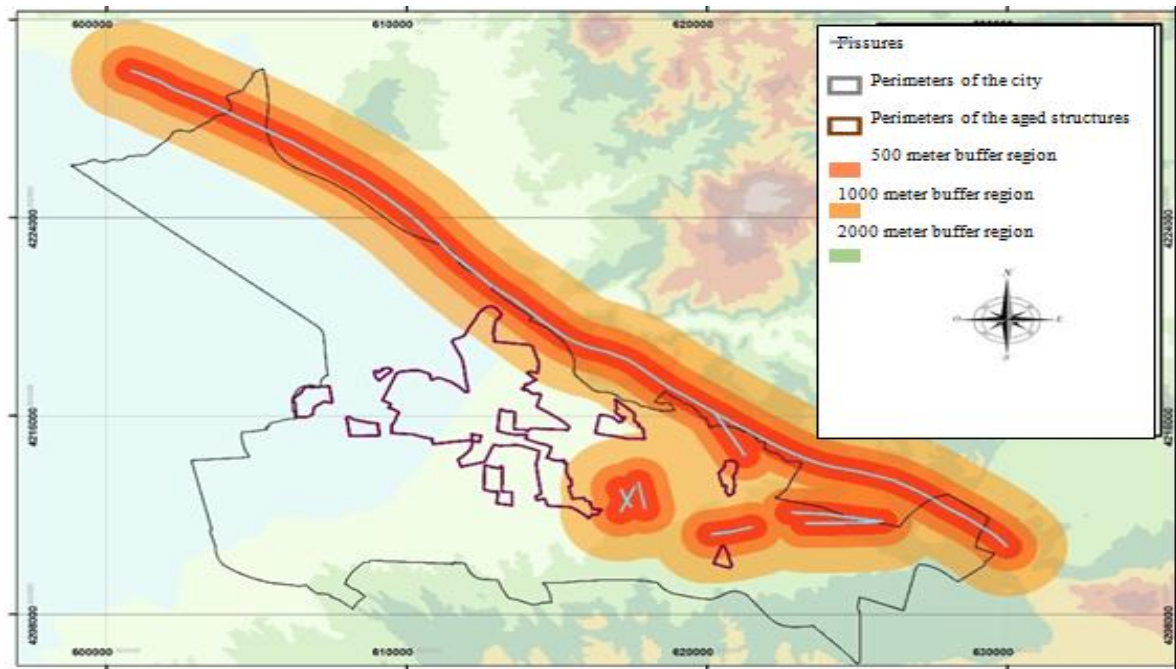 600000
610000
620000
Fissures
Perimeters of the city
Perimeters of the aged structures
500 meter buffer region
1000 meter buffer region
2000 meter buffer region
N
O
E
S
4224000
4224000
4216000
4216000
4208000
4208000
600000
610000
620000
630000